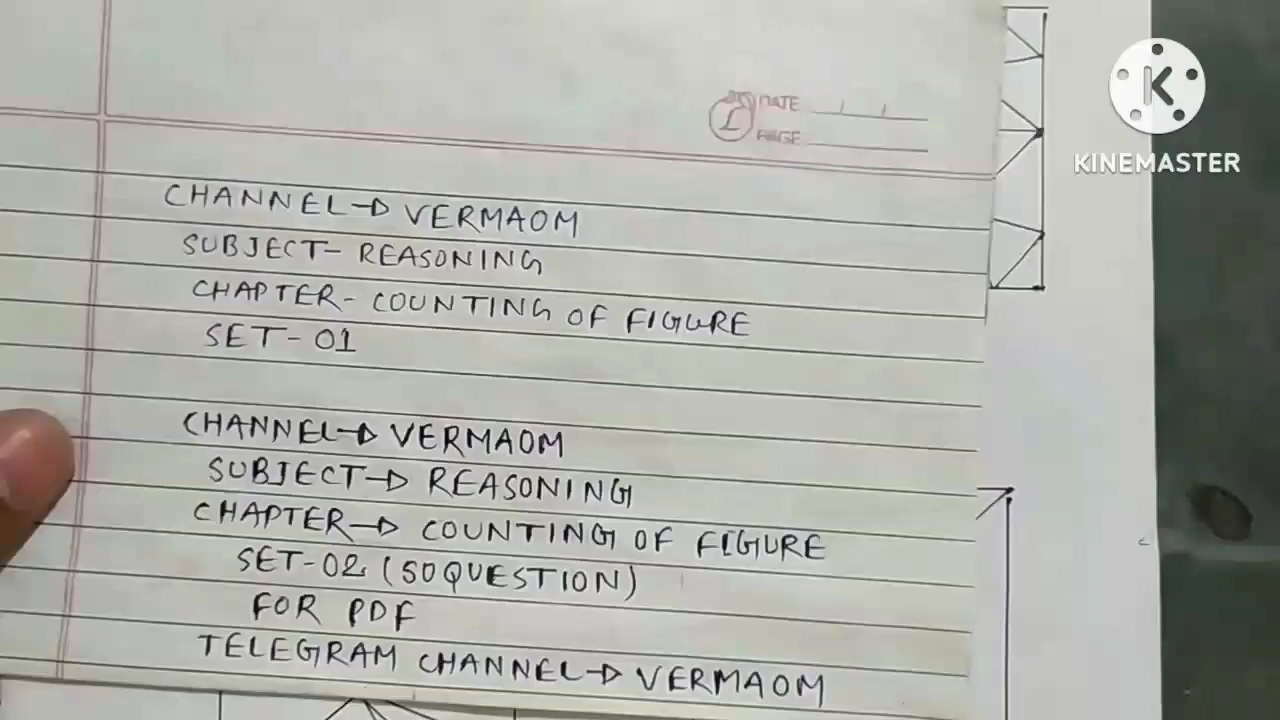 DATE
PAGE
KINEMASTER
CHANNEL→ VERMAOM
SUBJECT- REASONING
CHAPTER- COUNTING OF FIGURE
SET-01
CHANNEL→ VERMAOM
SUBJECT→ REASONING
CHAPTER→ COUNTING OF FIGURE
SET-02 (50QUESTION)
FOR PDF
TELEGRAM CHANNEL→ VERMAOM